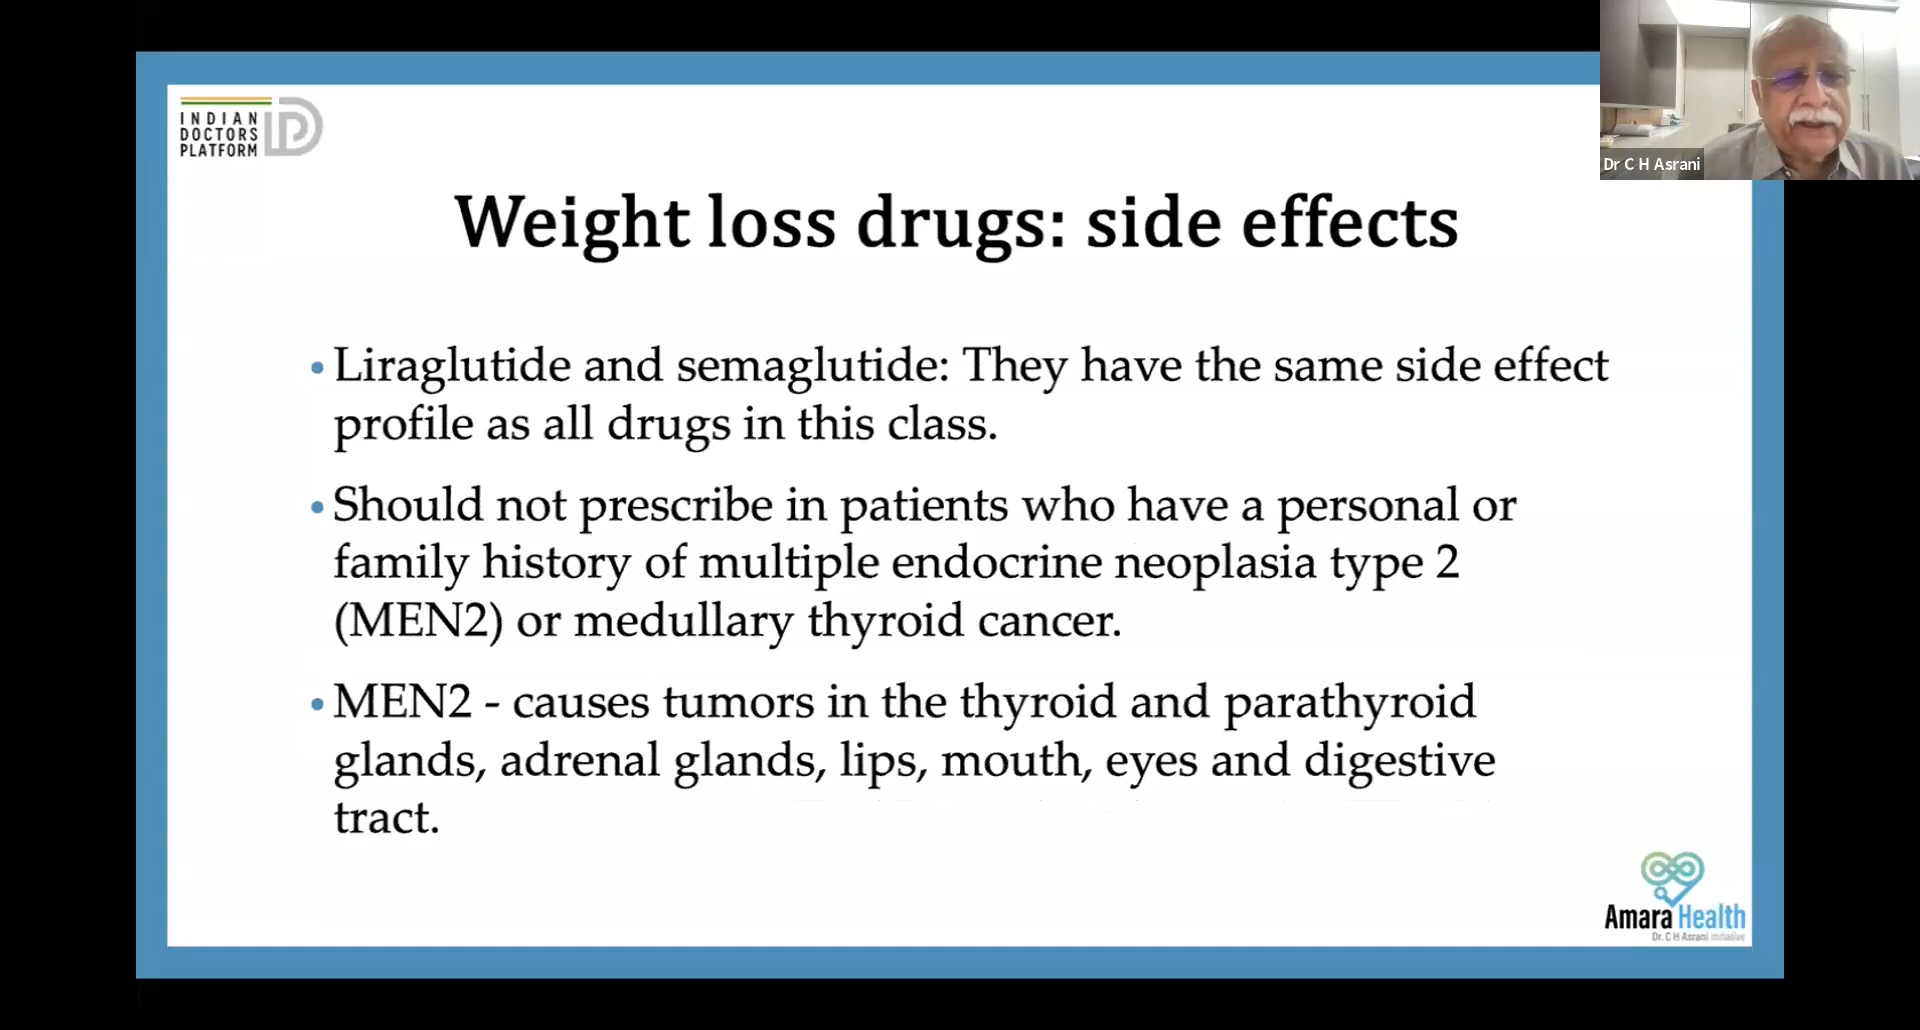 INDIAN
DOCTORS
PLATFORM
Dr C H Asrani
Weight loss drugs: side effects
• Liraglutide and semaglutide: They have the same side effect
profile as all drugs in this class.
• Should not prescribe in patients who have a personal or
family history of multiple endocrine neoplasia type 2
(MEN2) or medullary thyroid cancer.
• MEN2 - causes tumors in the thyroid and parathyroid
glands, adrenal glands, lips, mouth, eyes and digestive
tract.
Amara Health
Dr. C H Asrani initiative